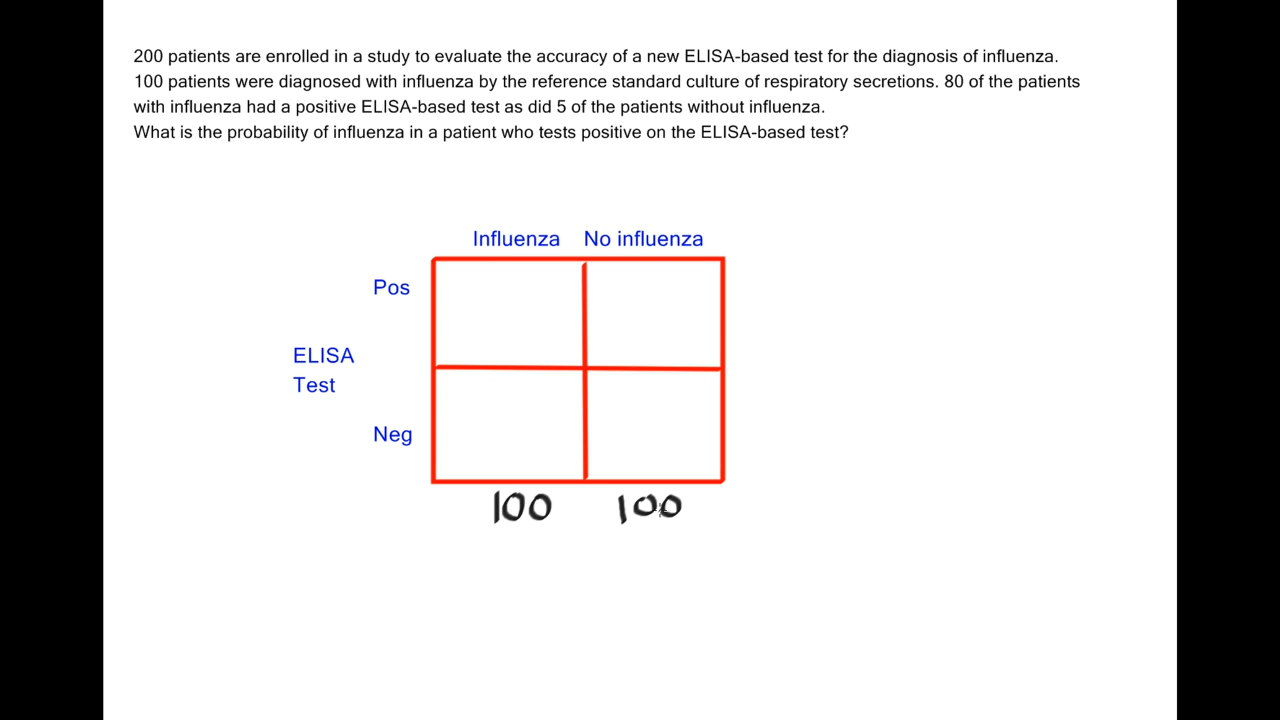 200 patients are enrolled in a study to evaluate the accuracy of a new ELISA-based test for the diagnosis of influenza.
100 patients were diagnosed with influenza by the reference standard culture of respiratory secretions. 80 of the patients
with influenza had a positive ELISA-based test as did 5 of the patients without influenza.
What is the probability of influenza in a patient who tests positive on the ELISA-based test?
Influenza No influenza
Pos
ELISA
Test
Neg
100 100